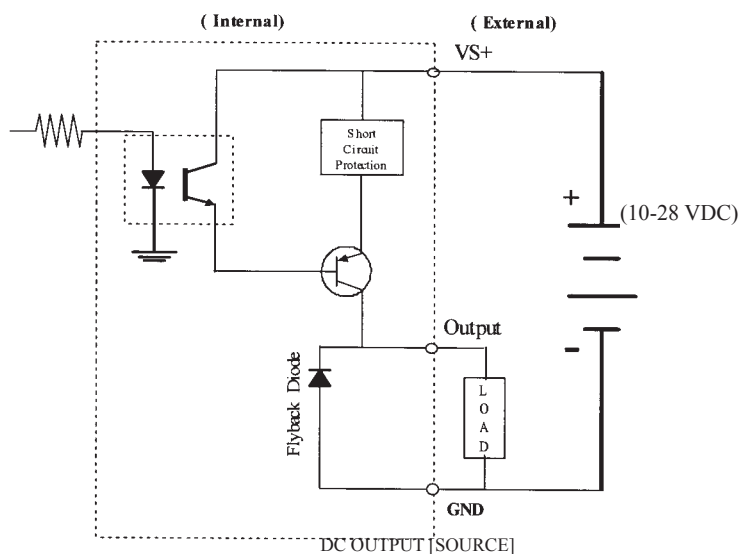 ( Internal)
( External)
VS+
Short
Circuit
Protection
+
(10-28 VDC)
Output
-
Flyback Diode
L
O
A
D
GND
DC OUTPUT [SOURCE]